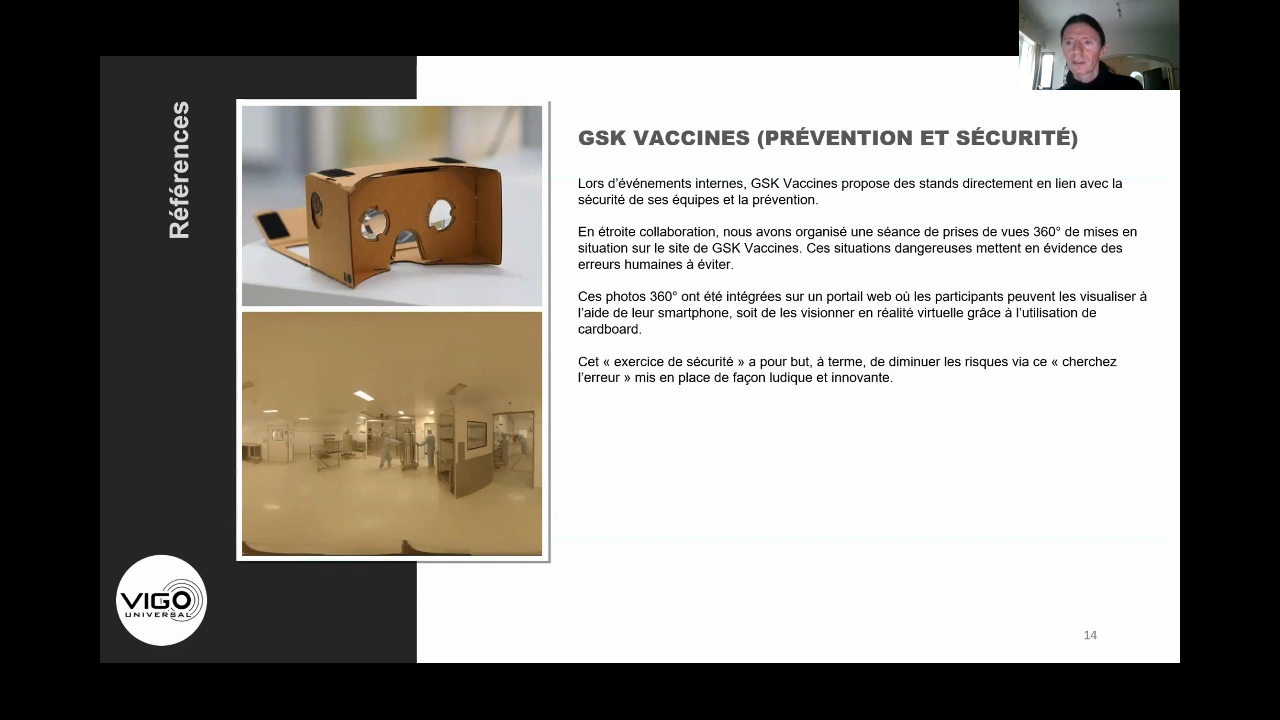 Références
GSK VACCINES (PRÉVENTION ET SÉCURITÉ)
Lors d’événements internes, GSK Vaccines propose des stands directement en lien avec la
sécurité de ses équipes et la prévention.
En étroite collaboration, nous avons organisé une séance de prises de vues 360° de mises en
situation sur le site de GSK Vaccines. Ces situations dangereuses mettent en évidence des
erreurs humaines à éviter.
Ces photos 360° ont été intégrées sur un portail web où les participants peuvent les visualiser à
l’aide de leur smartphone, soit de les visionner en réalité virtuelle grâce à l’utilisation de
cardboard.
Cet « exercice de sécurité » a pour but, à terme, de diminuer les risques via ce « cherchez
l’erreur » mis en place de façon ludique et innovante.
VIGO
UNIVERSAL
14